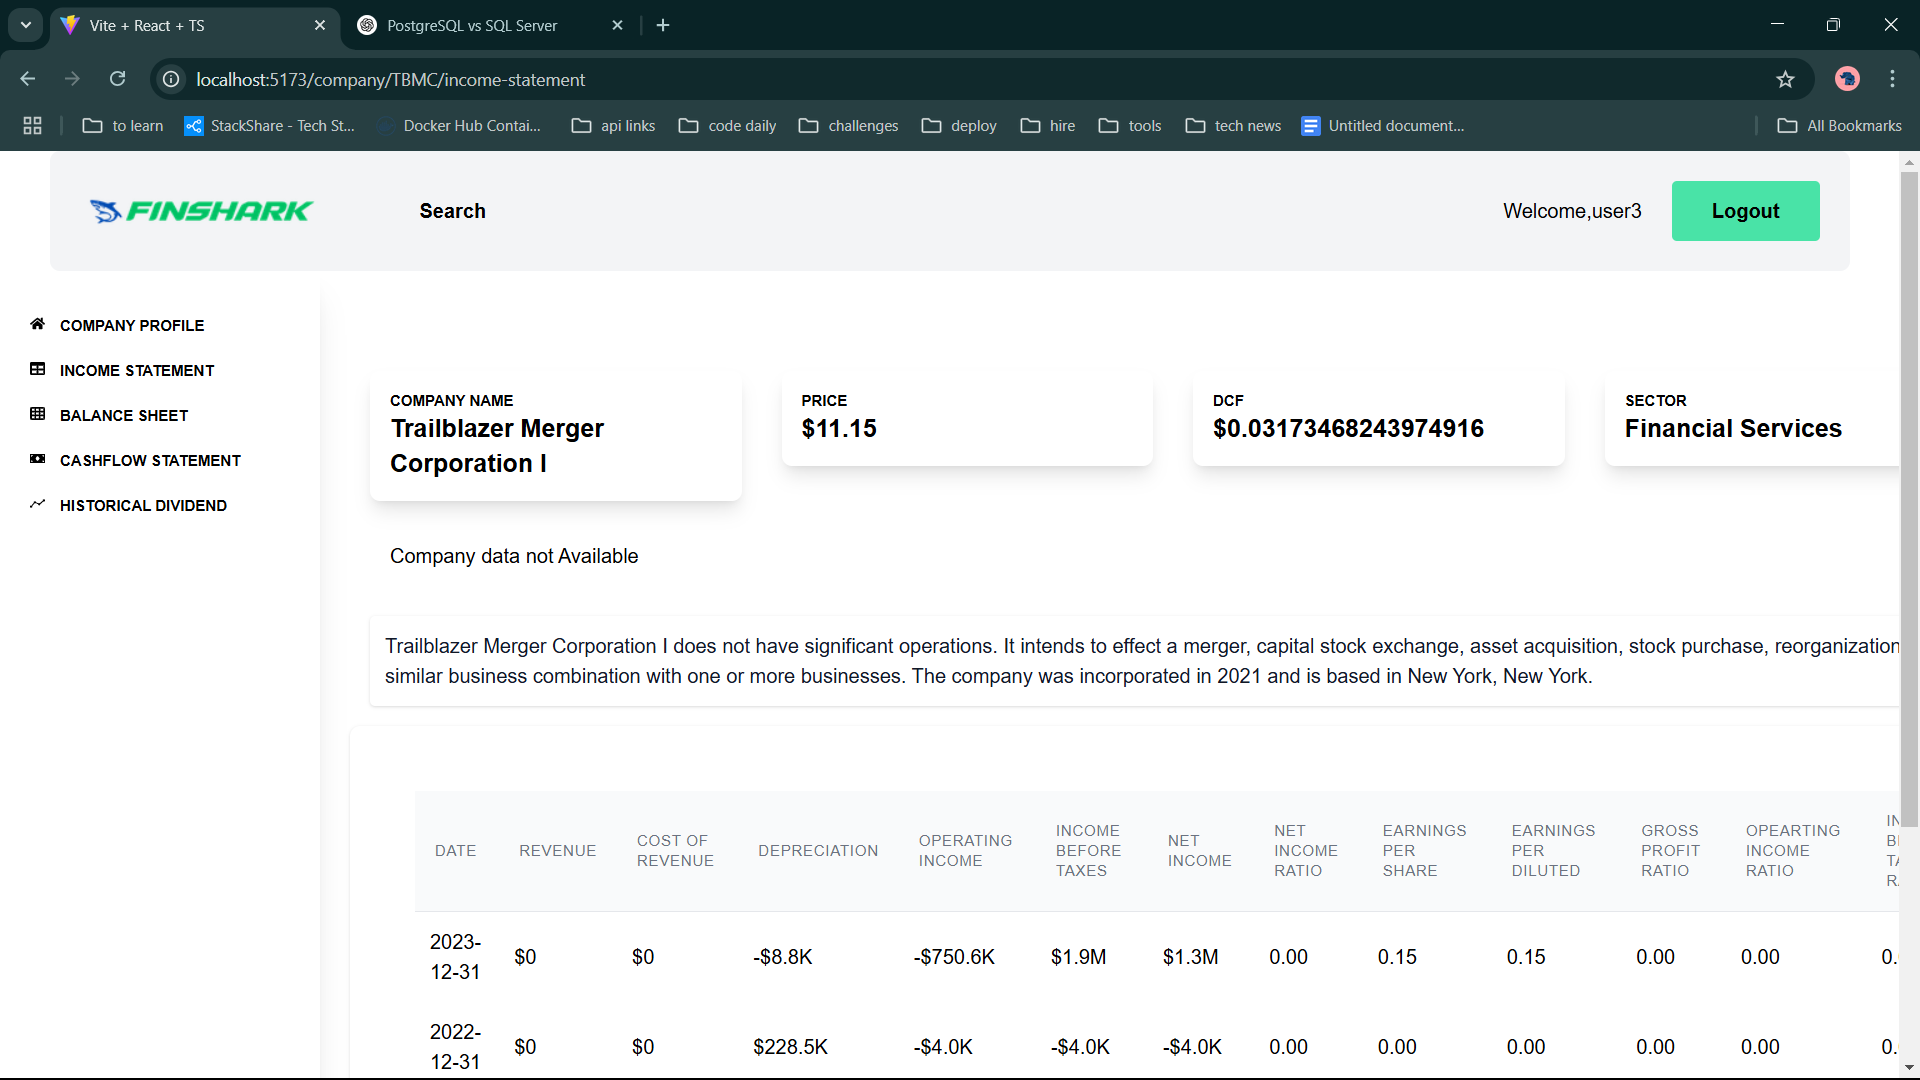 Vite + React + TS
PostgreSQL vs SQL Server
localhost:5173/company/TBMC/income-statement
to learn
StackShare - Tech St...
Docker Hub Contai...
api links
code daily
challenges
deploy
hire
tools
tech news
Untitled document...
All Bookmarks
FINSHARK
Search
Welcome,user3
Logout
COMPANY PROFILE
INCOME STATEMENT
BALANCE SHEET
CASHFLOW STATEMENT
HISTORICAL DIVIDEND
COMPANY NAME
Trailblazer Merger
Corporation I
PRICE
$11.15
DCF
$0.03173468243974916
SECTOR
Financial Services
Company data not Available
Trailblazer Merger Corporation I does not have significant operations. It intends to effect a merger, capital stock exchange, asset acquisition, stock purchase, reorganization
similar business combination with one or more businesses. The company was incorporated in 2021 and is based in New York, New York.
DATE
REVENUE
COST OF
REVENUE
DEPRECIATION
OPERATING
INCOME
INCOME
BEFORE
TAXES
NET
INCOME
NET
INCOME
RATIO
EARNINGS
PER
SHARE
EARNINGS
PER
DILUTED
GROSS
PROFIT
RATIO
OPEARTING
INCOME
RATIO
2023-
12-31
$0
$0
-$8.8K
-$750.6K
$1.9M
$1.3M
0.00
0.15
0.15
0.00
0.00
0.
2022-
12-31
$0
$0
$228.5K
-$4.0K
-$4.0K
-$4.0K
0.00
0.00
0.00
0.00
0.00
0.